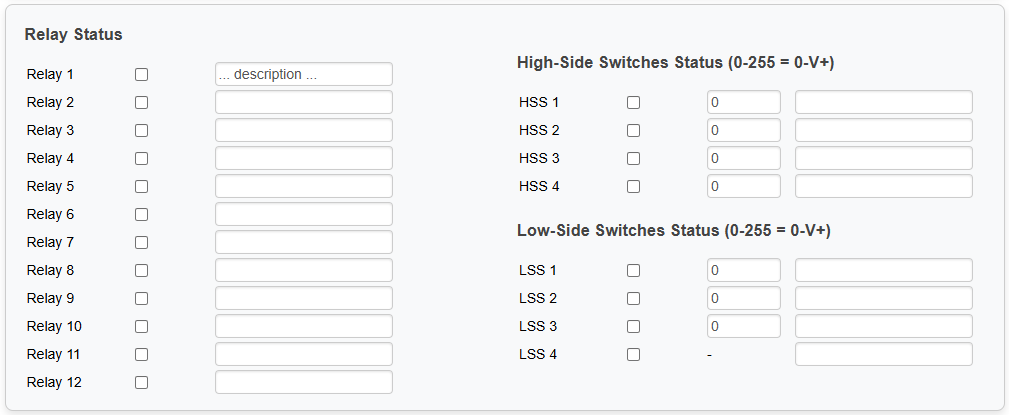 Relay Status
Relay 1 ... description ...
Relay 2
Relay 3
Relay 4
Relay 5
Relay 6
Relay 7
Relay 8
Relay 9
Relay 10
Relay 11
Relay 12
High-Side Switches Status (0-255 = 0-V+)
HSS 1 0
HSS 2 0
HSS 3 0
HSS 4 0
Low-Side Switches Status (0-255 = 0-V+)
LSS 1 0
LSS 2 0
LSS 3 0
LSS 4 -